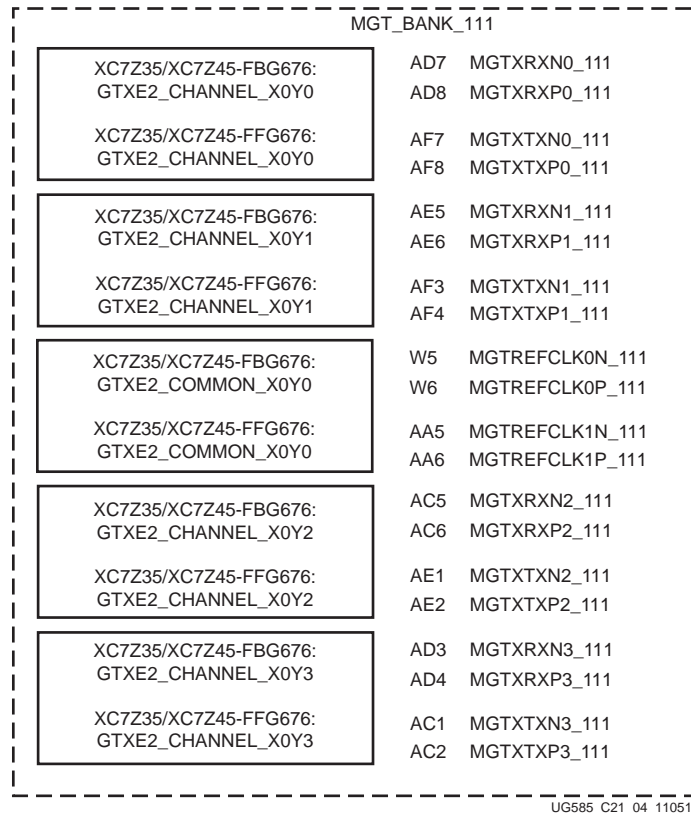 MGT_BANK_111
XC7Z35/XC7Z45-FBG676:
GTXE2_CHANNEL_X0Y0
XC7Z35/XC7Z45-FFG676:
GTXE2_CHANNEL_X0Y0
AD7 MGTXRXN0_111
AD8 MGTXRXP0_111
AF7 MGTXTXN0_111
AF8 MGTXTXP0_111
XC7Z35/XC7Z45-FBG676:
GTXE2_CHANNEL_X0Y1
XC7Z35/XC7Z45-FFG676:
GTXE2_CHANNEL_X0Y1
AE5 MGTXRXN1_111
AE6 MGTXRXP1_111
AF3 MGTXTXN1_111
AF4 MGTXTXP1_111
XC7Z35/XC7Z45-FBG676:
GTXE2_COMMON_X0Y0
XC7Z35/XC7Z45-FFG676:
GTXE2_COMMON_X0Y0
W5 MGTREFCLK0N_111
W6 MGTREFCLK0P_111
AA5 MGTREFCLK1N_111
AA6 MGTREFCLK1P_111
XC7Z35/XC7Z45-FBG676:
GTXE2_CHANNEL_X0Y2
XC7Z35/XC7Z45-FFG676:
GTXE2_CHANNEL_X0Y2
AC5 MGTXRXN2_111
AC6 MGTXRXP2_111
AE1 MGTXTXN2_111
AE2 MGTXTXP2_111
XC7Z35/XC7Z45-FBG676:
GTXE2_CHANNEL_X0Y3
XC7Z35/XC7Z45-FFG676:
GTXE2_CHANNEL_X0Y3
AD3 MGTXRXN3_111
AD4 MGTXRXP3_111
AC1 MGTXTXN3_111
AC2 MGTXTXP3_111
UG585_C21_04_11051